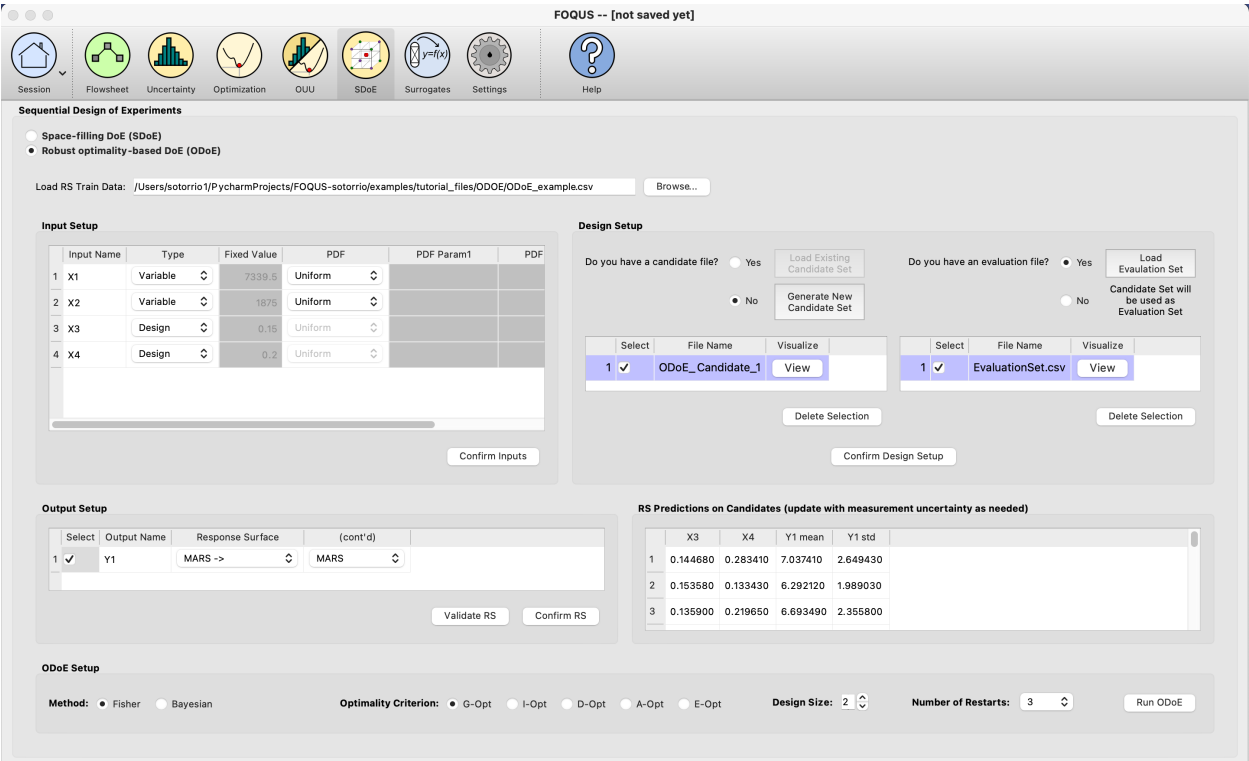 FOQUS -- [not saved yet]
Session
Flowsheet
Uncertainty
Optimization
OUU
SDoE
y=f(x)
Surrogates
Settings
?
Help
Sequential Design of Experiments
Space-filling DoE (SDoE)
Robust optimality-based DoE (ODoE)
Load RS Train Data: /Users/sotorrio1/PycharmProjects/FOQUS-sotorrio/examples/tutorial_files/ODOE/ODoE_example.csv Browse...
Input Setup
Input Name Type Fixed Value PDF PDF Param1 PDF
1 X1 Variable 7339.5 Uniform
2 X2 Variable 1875 Uniform
3 X3 Design 0.15 Uniform
4 X4 Design 0.2 Uniform
Confirm Inputs
Design Setup
Do you have a candidate file? Yes
Load Existing
Candidate Set
No
Generate New
Candidate Set
Do you have an evaluation file? Yes
Load
Evaulation Set
No
Candidate Set will
be used as
Evaluation Set
Select File Name Visualize
1 ODoE_Candidate_1 View
Delete Selection
Select File Name Visualize
1 EvaluationSet.csv View
Delete Selection
Confirm Design Setup
Output Setup
Select Output Name Response Surface (cont'd)
1 Y1 MARS -> MARS
Validate RS Confirm RS
RS Predictions on Candidates (update with measurement uncertainty as needed)
X3 X4 Y1 mean Y1 std
1 0.144680 0.283410 7.037410 2.649430
2 0.153580 0.133430 6.292120 1.989030
3 0.135900 0.219650 6.693490 2.355800
ODoE Setup
Method: Fisher Bayesian
Optimality Criterion: G-Opt I-Opt D-Opt A-Opt E-Opt
Design Size: 2
Number of Restarts: 3
Run ODoE